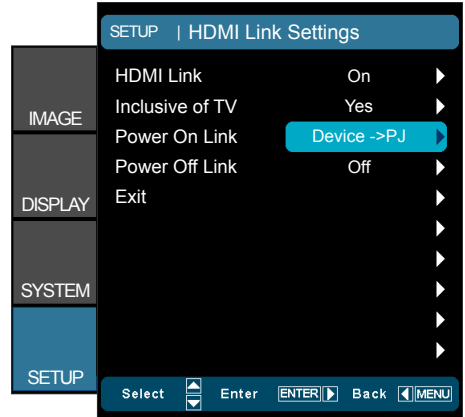 SETUP | HDMI Link Settings
HDMI Link On
Inclusive of TV Yes
Power On Link Device ->PJ
Power Off Link Off
Exit
IMAGE
DISPLAY
SYSTEM
SETUP
Select Enter ENTER Back MENU